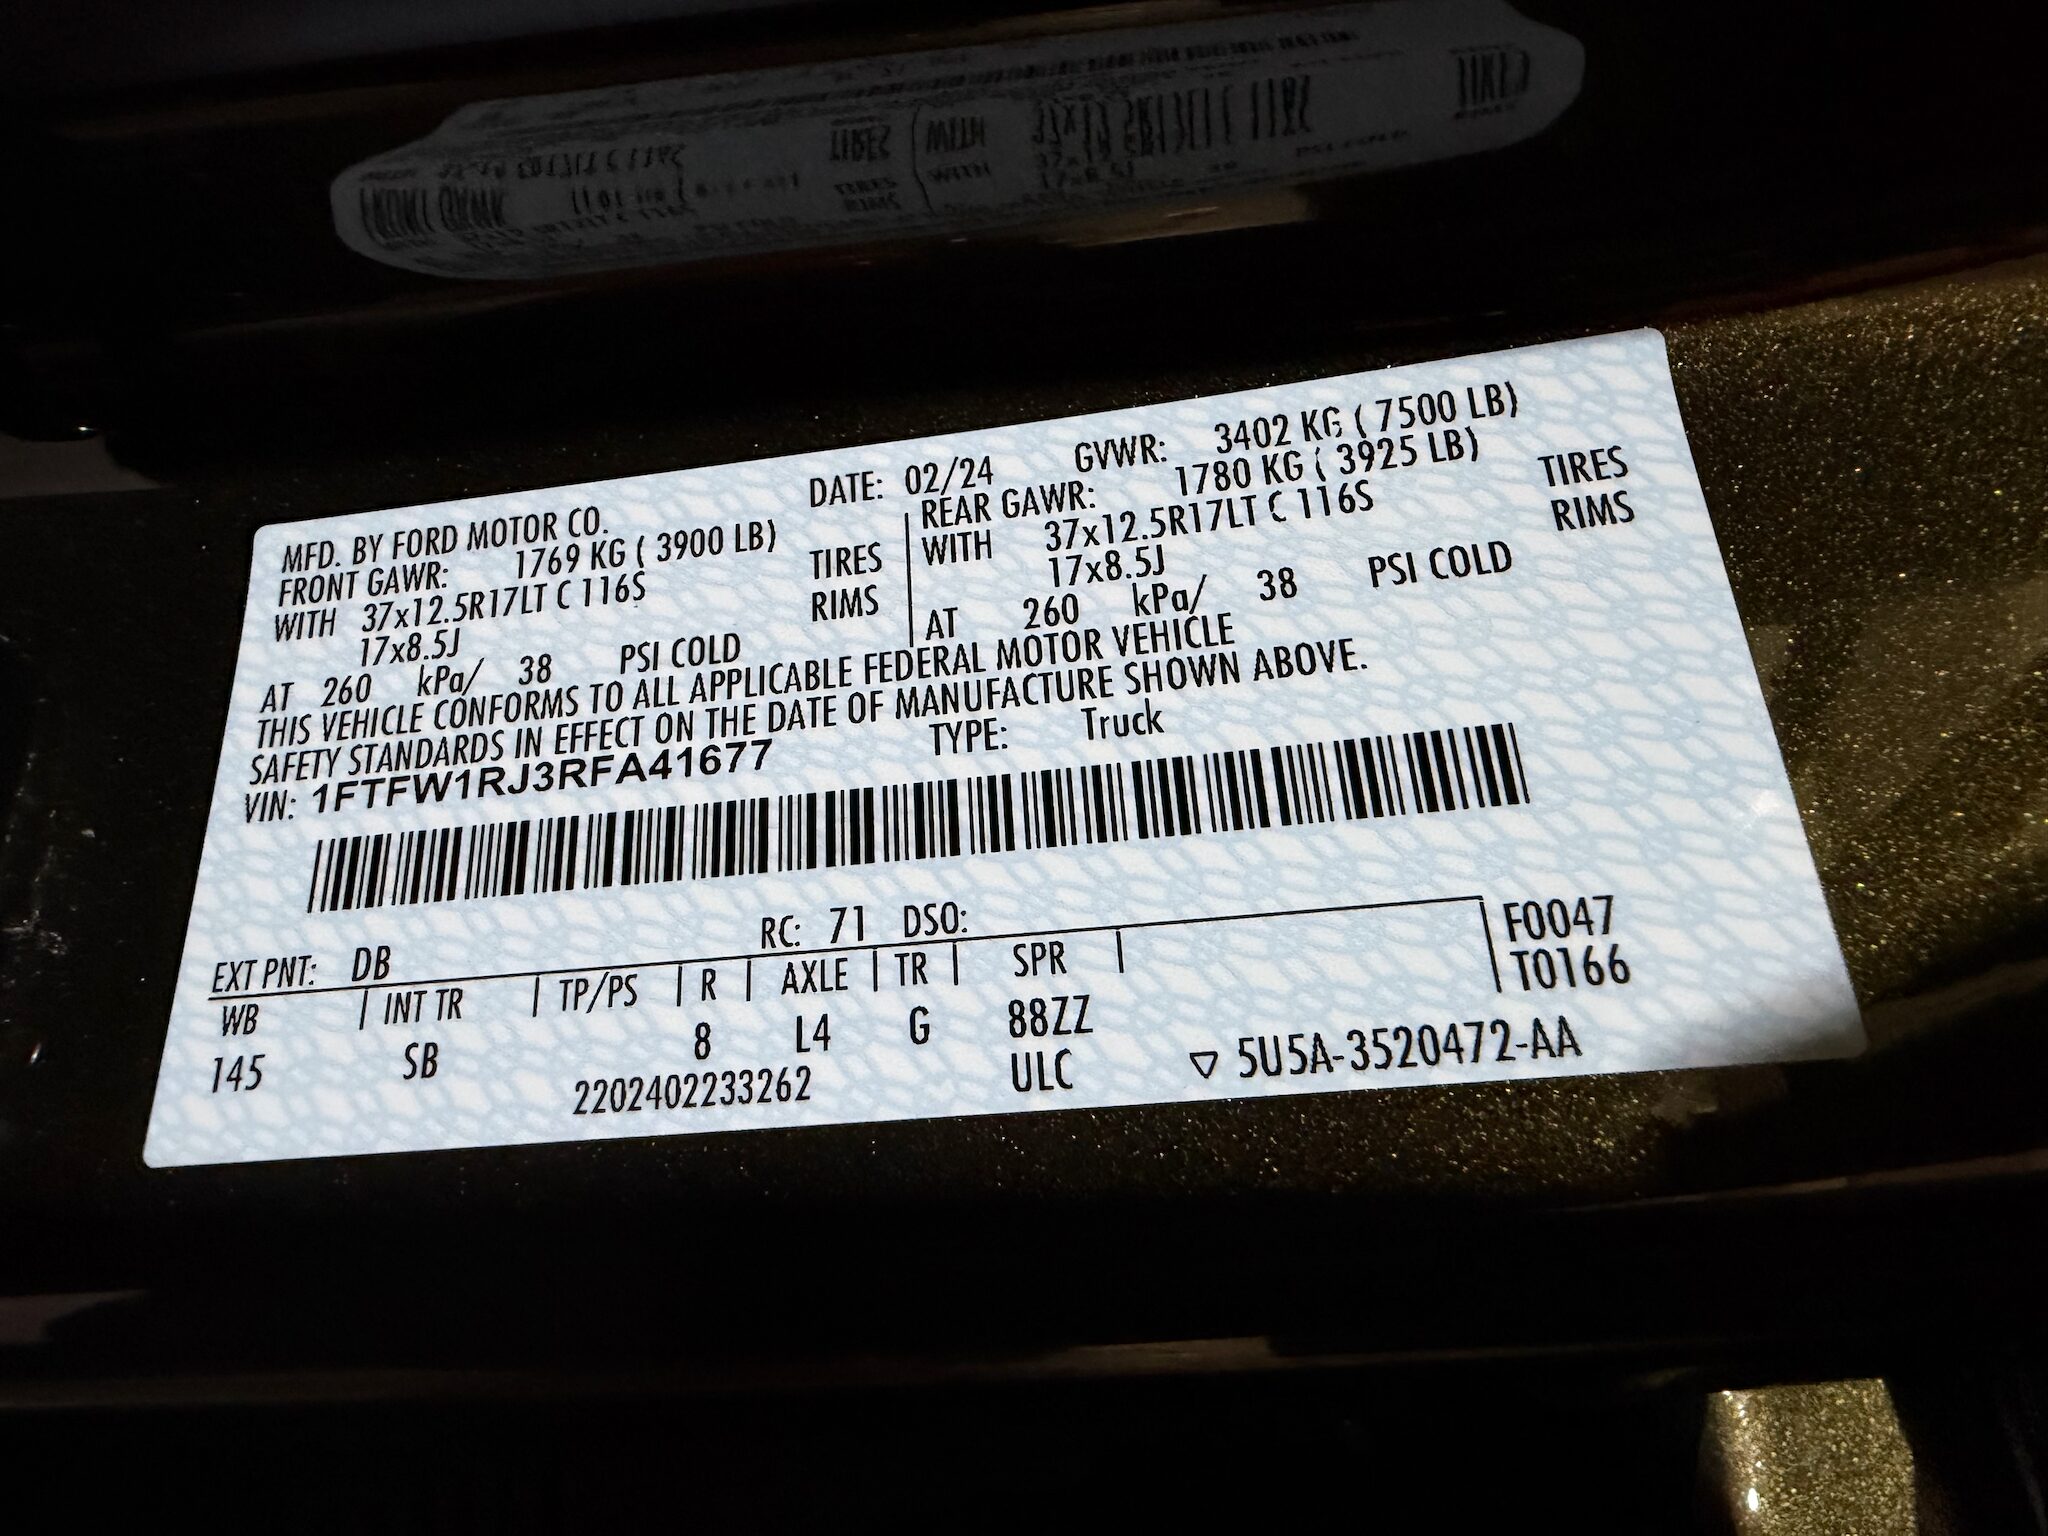 MFD. BY FORD MOTOR CO. DATE: 02/24 GVWR: 3402 KG ( 7500 LB)
FRONT GAWR: 1769 KG ( 3900 LB)
WITH 37x12.5R17LT C 116S TIRES
17x8.5J RIMS
AT 260 kPa/ 38 PSI COLD
REAR GAWR: 1780 KG ( 3925 LB)
WITH 37x12.5R17LT C 116S TIRES
17x8.5J RIMS
AT 260 kPa/ 38 PSI COLD
THIS VEHICLE CONFORMS TO ALL APPLICABLE FEDERAL MOTOR VEHICLE
SAFETY STANDARDS IN EFFECT ON THE DATE OF MANUFACTURE SHOWN ABOVE.
VIN: 1FTFW1RJ3RFA41677 TYPE: Truck
EXT PNT: DB RC: 71 DSO:
WB INT TR TP/PS R AXLE TR SPR
145 SB 8 L4 G 88ZZ
F0047
T0166
2202402233262 ULC ▽ 5U5A-3520472-AA